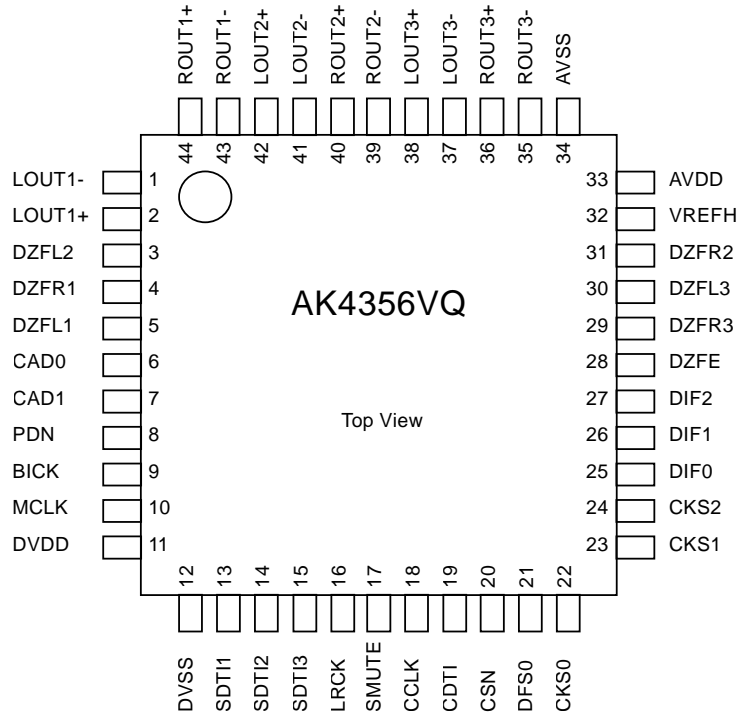 ROUT1+
ROUT1-
LOUT2+
LOUT2-
ROUT2+
ROUT2-
LOUT3+
LOUT3-
ROUT3+
ROUT3-
AVSS
44
43
42
41
40
39
38
37
36
35
34
LOUT1- 1
LOUT1+ 2
DZFL2 3
DZFR1 4
DZFL1 5
CAD0 6
CAD1 7
PDN 8
BICK 9
MCLK 10
DVDD 11
AK4356VQ
Top View
33 AVDD
32 VREFH
31 DZFR2
30 DZFL3
29 DZFR3
28 DZFE
27 DIF2
26 DIF1
25 DIF0
24 CKS2
23 CKS1
12
13
14
15
16
17
18
19
20
21
22
DVSS
SDTI1
SDTI2
SDTI3
LRCK
SMUTE
CCLK
CDTI
CSN
DFS0
CKS0